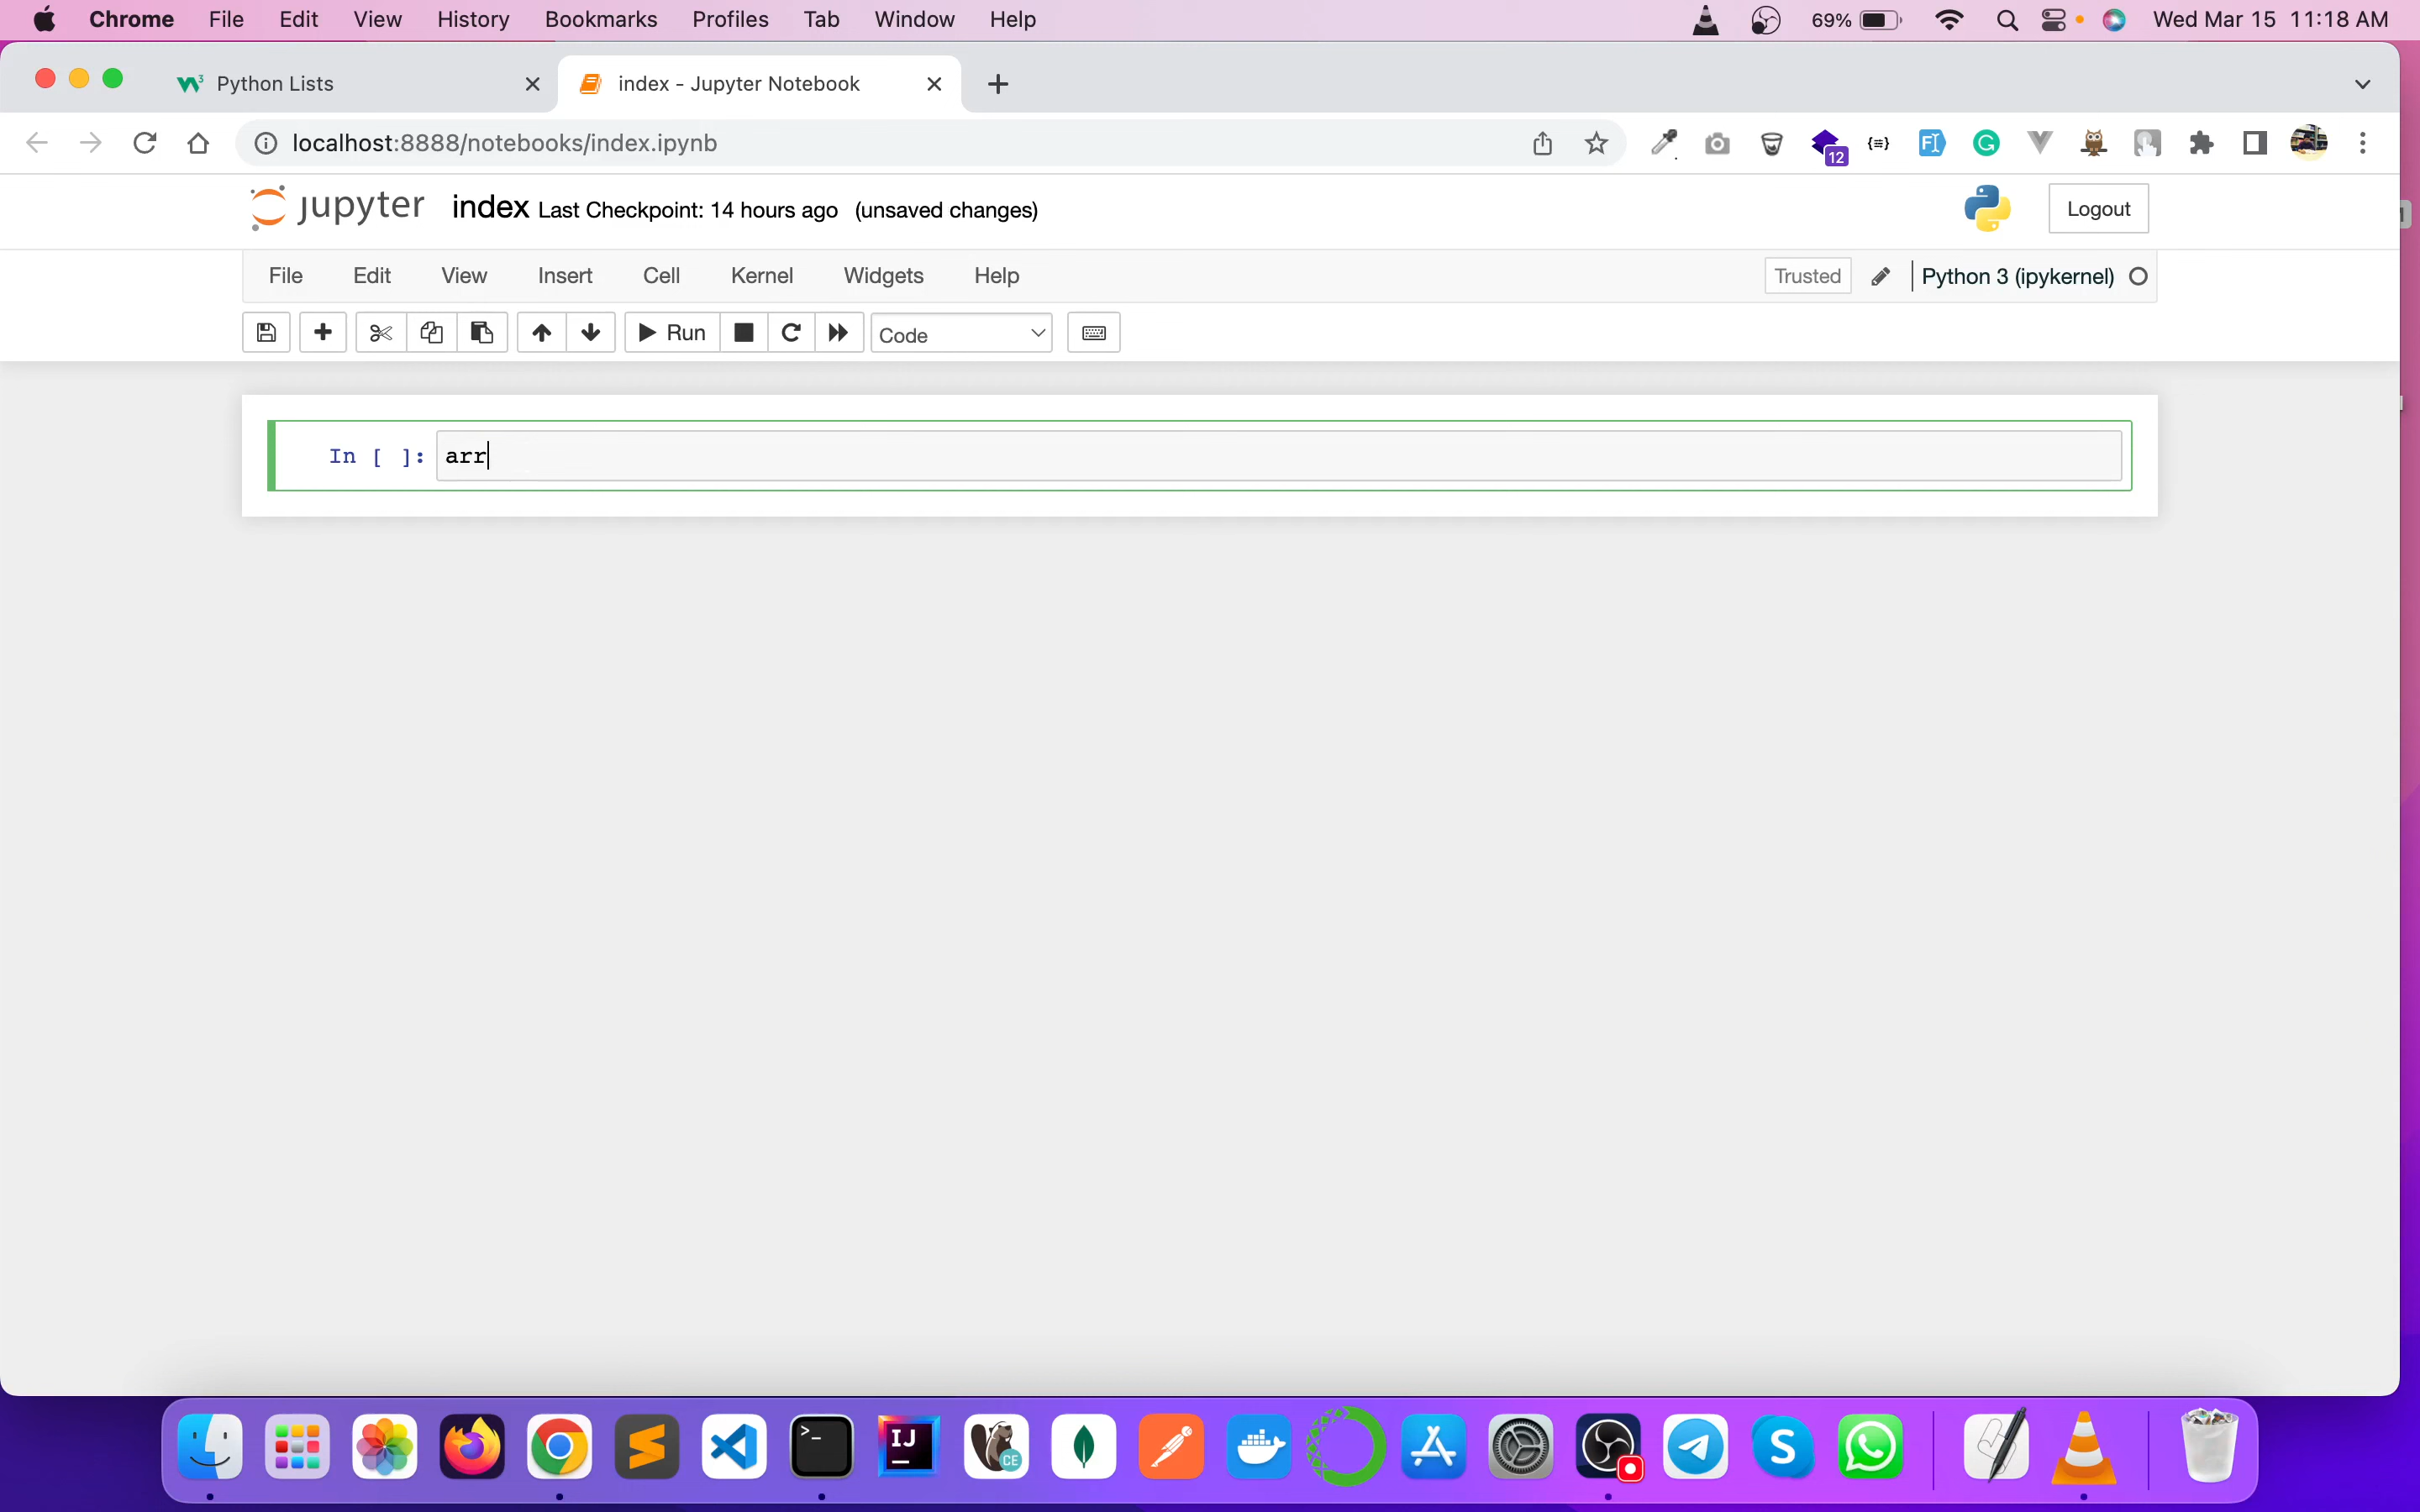 Chrome File Edit View History Bookmarks Profiles Tab Window Help 69% Wed Mar 15 11:18 AM
Python Lists index - Jupyter Notebook
localhost:8888/notebooks/index.ipynb 12
jupyter index Last Checkpoint: 14 hours ago (unsaved changes) Logout
File Edit View Insert Cell Kernel Widgets Help Trusted Python 3 (ipykernel)
Run Code
In [ ]: arr
IJ CE S